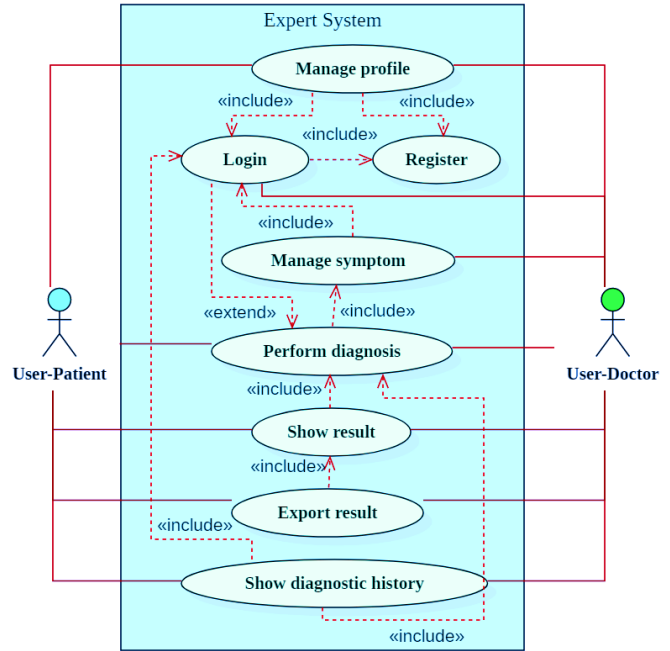 Expert System
Manage profile
«include»
«include»
«include»
Login
Register
«include»
Manage symptom
«extend»
«include»
User-Patient
Perform diagnosis
User-Doctor
«include»
Show result
«include»
Export result
«include»
Show diagnostic history
«include»